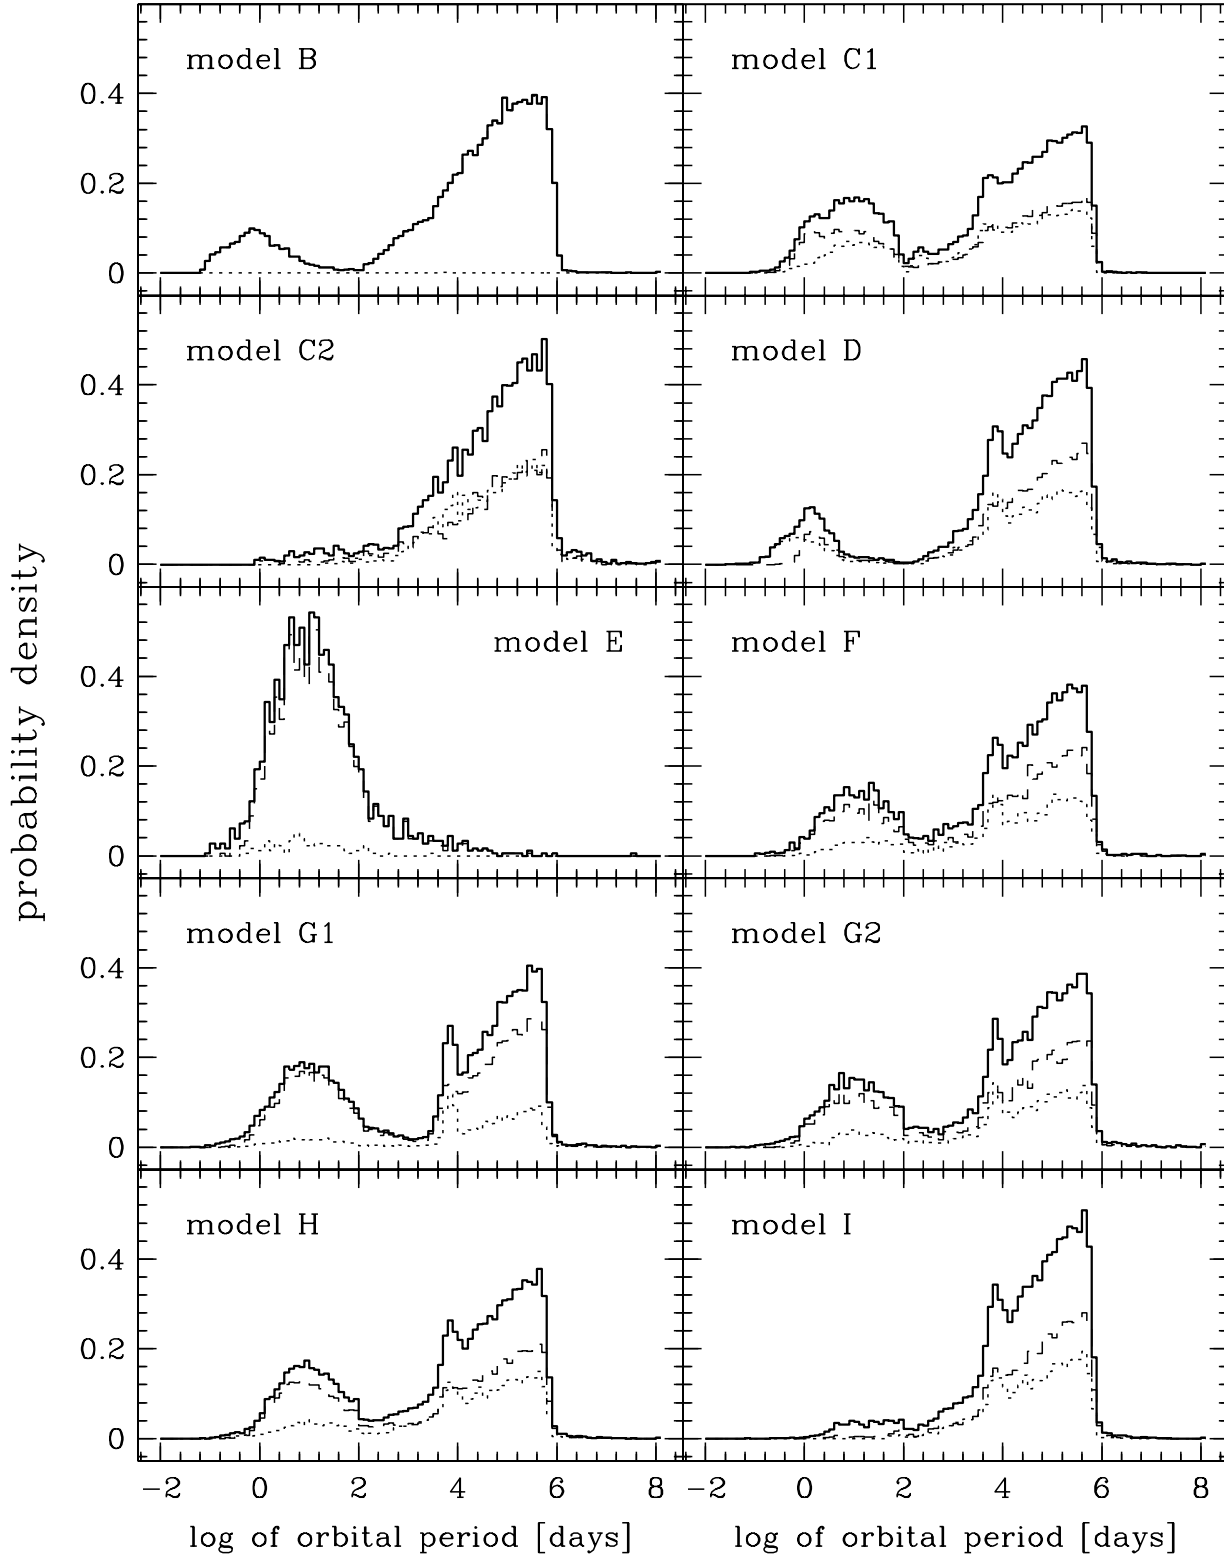 probability density
model B
model C1
0.4
0.2
0
model C2
model D
0.4
0.2
0
model E
model F
0.4
0.2
0
model G1
model G2
0.4
0.2
0
model H
model I
0.4
0.2
0
−2 0 2 4 6 8 −2 0 2 4 6 8
log of orbital period [days] log of orbital period [days]